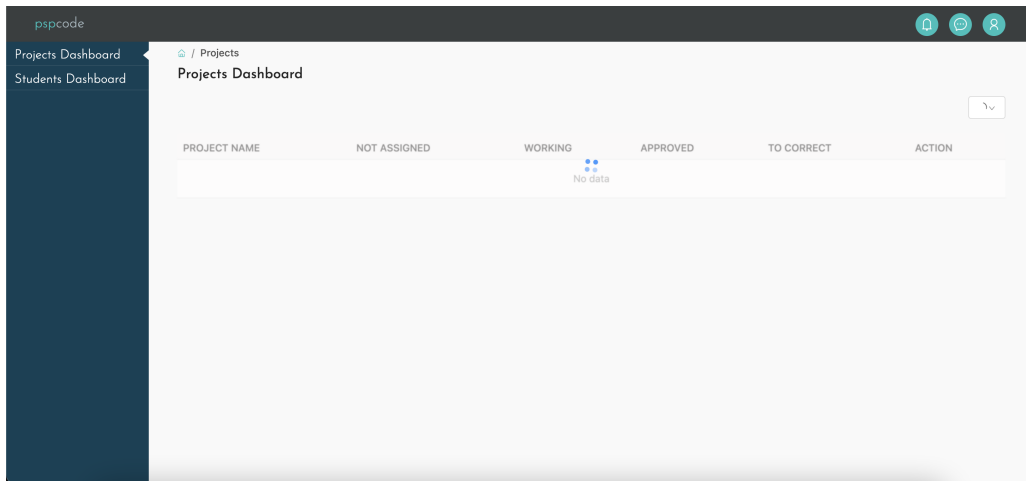 pspcode
Projects Dashboard
Students Dashboard
/ Projects
Projects Dashboard
PROJECT NAME NOT ASSIGNED WORKING APPROVED TO CORRECT ACTION
No data